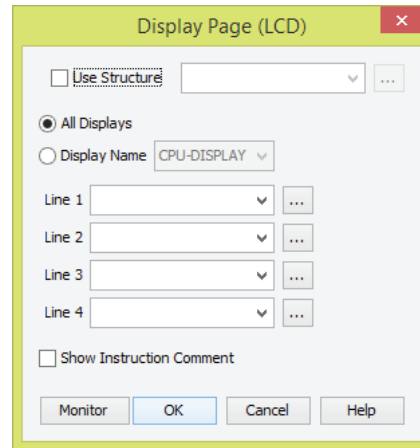 Display Page (LCD)
Use Structure
...
All Displays
Display Name CPU-DISPLAY
Line 1 ...
Line 2 ...
Line 3 ...
Line 4 ...
Show Instruction Comment
Monitor OK Cancel Help